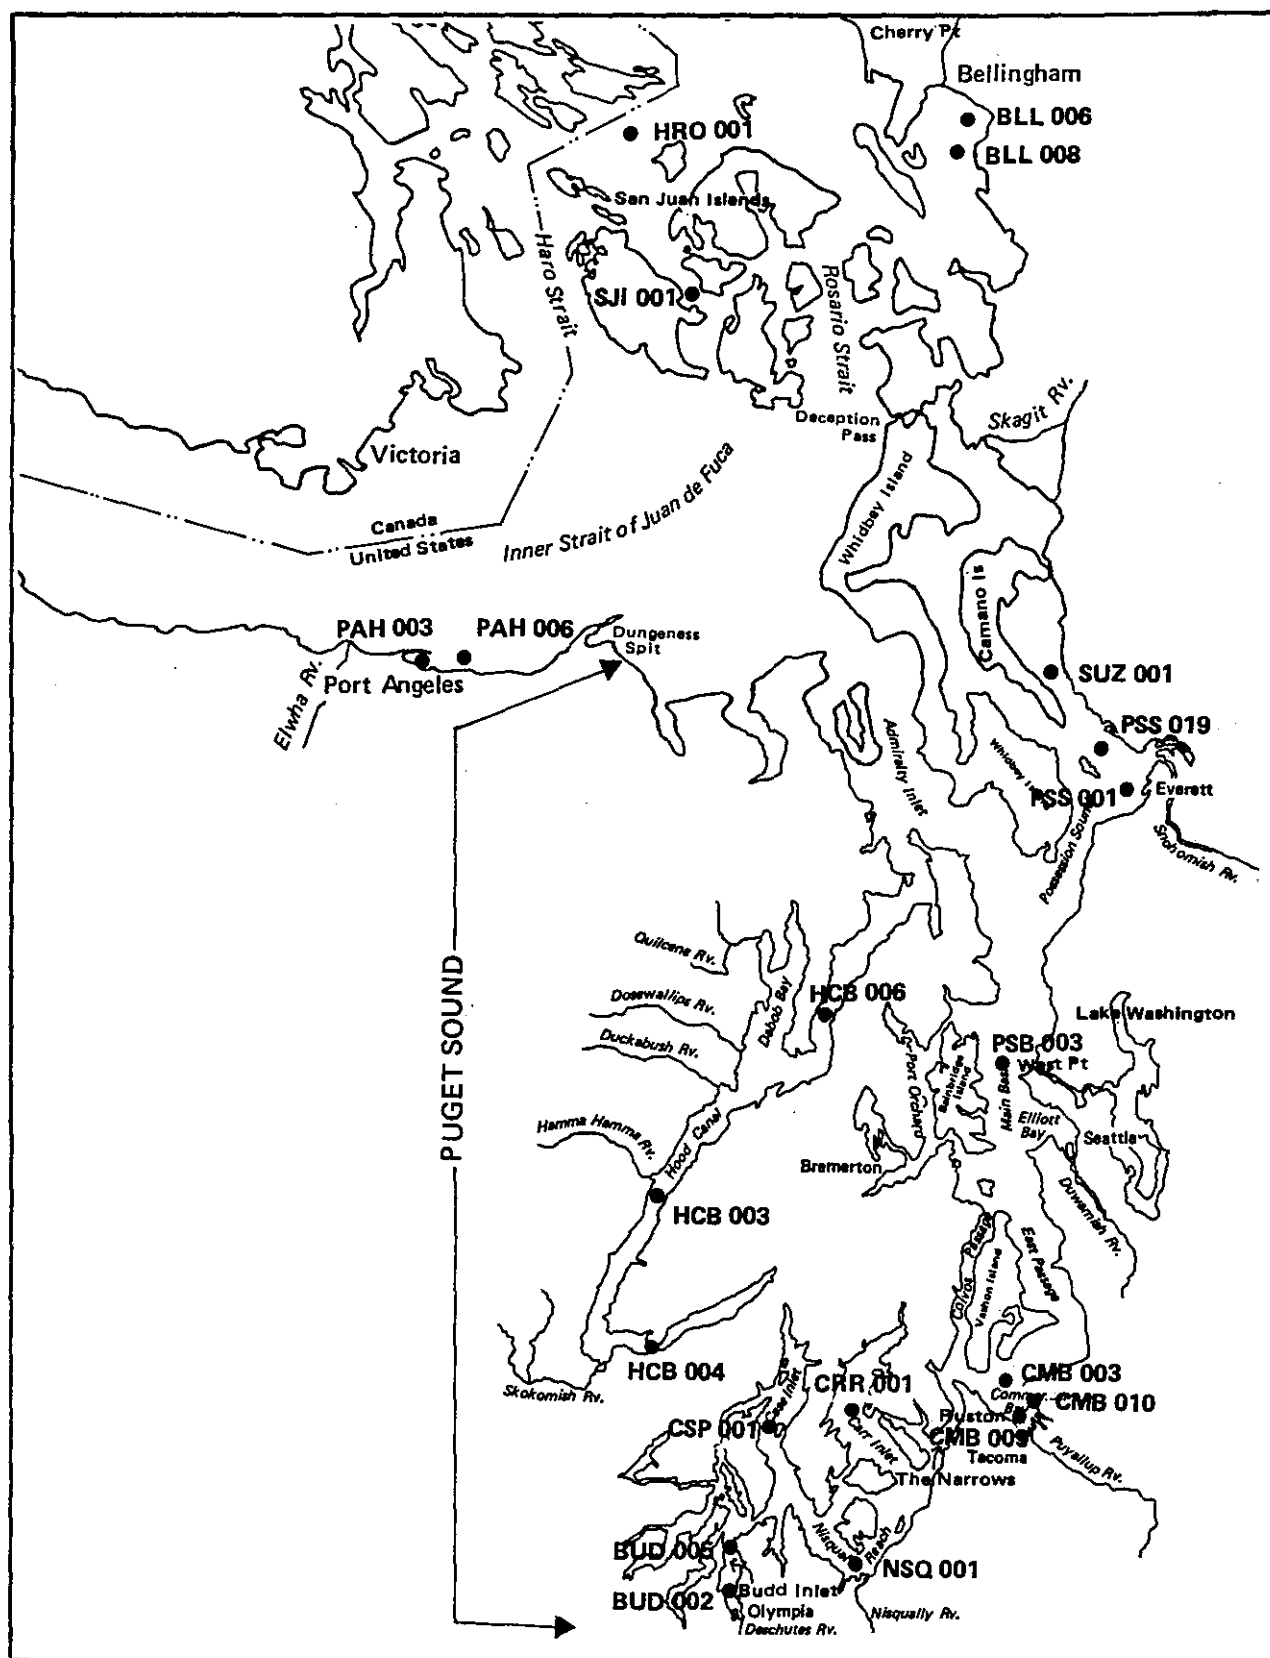 Cherry Pt
Bellingham
BLL 006
HRO 001
BLL 008
San Juan Islands
Haro Strait
SJI 001
Rosario Strait
Deception
Pass
Skagit Rv.
Victoria
Whidbey Island
Inner Strait of Juan de Fuca
Canada
United States
Camano Is
PAH 003
PAH 006
Dungeness
Spit
Elwha Rv.
Port Angeles
SUZ 001
PSS 019
Admiralty Inlet
PSS 001
Everett
Possession Sound
Snohomish Rv.
PUGET SOUND
Quilcene Rv.
Dabob Bay
Dosewallips Rv.
HCB 006
Lake Washington
Duckabush Rv.
PSB 003
West Pt
Port Orchard
Bainbridge
Island
Elliott
Bay
Seattle
Hamma Hamma Rv.
Hood Canal
Bremerton
HCB 003
Duwamish Rv.
Colvos Passage
Vashon Island
East Passage
HCB 004
Skokomish Rv.
Case Inlet
CRR 001
CMB 003
CMB 010
CSP 001
Carr Inlet
Ruston
CMB 009
Tacoma
Puyallup Rv.
The Narrows
BUD 005
Reach
NSQ 001
BUD 002
Budd Inlet
Olympia
Deschutes Rv.
Nisqually Rv.